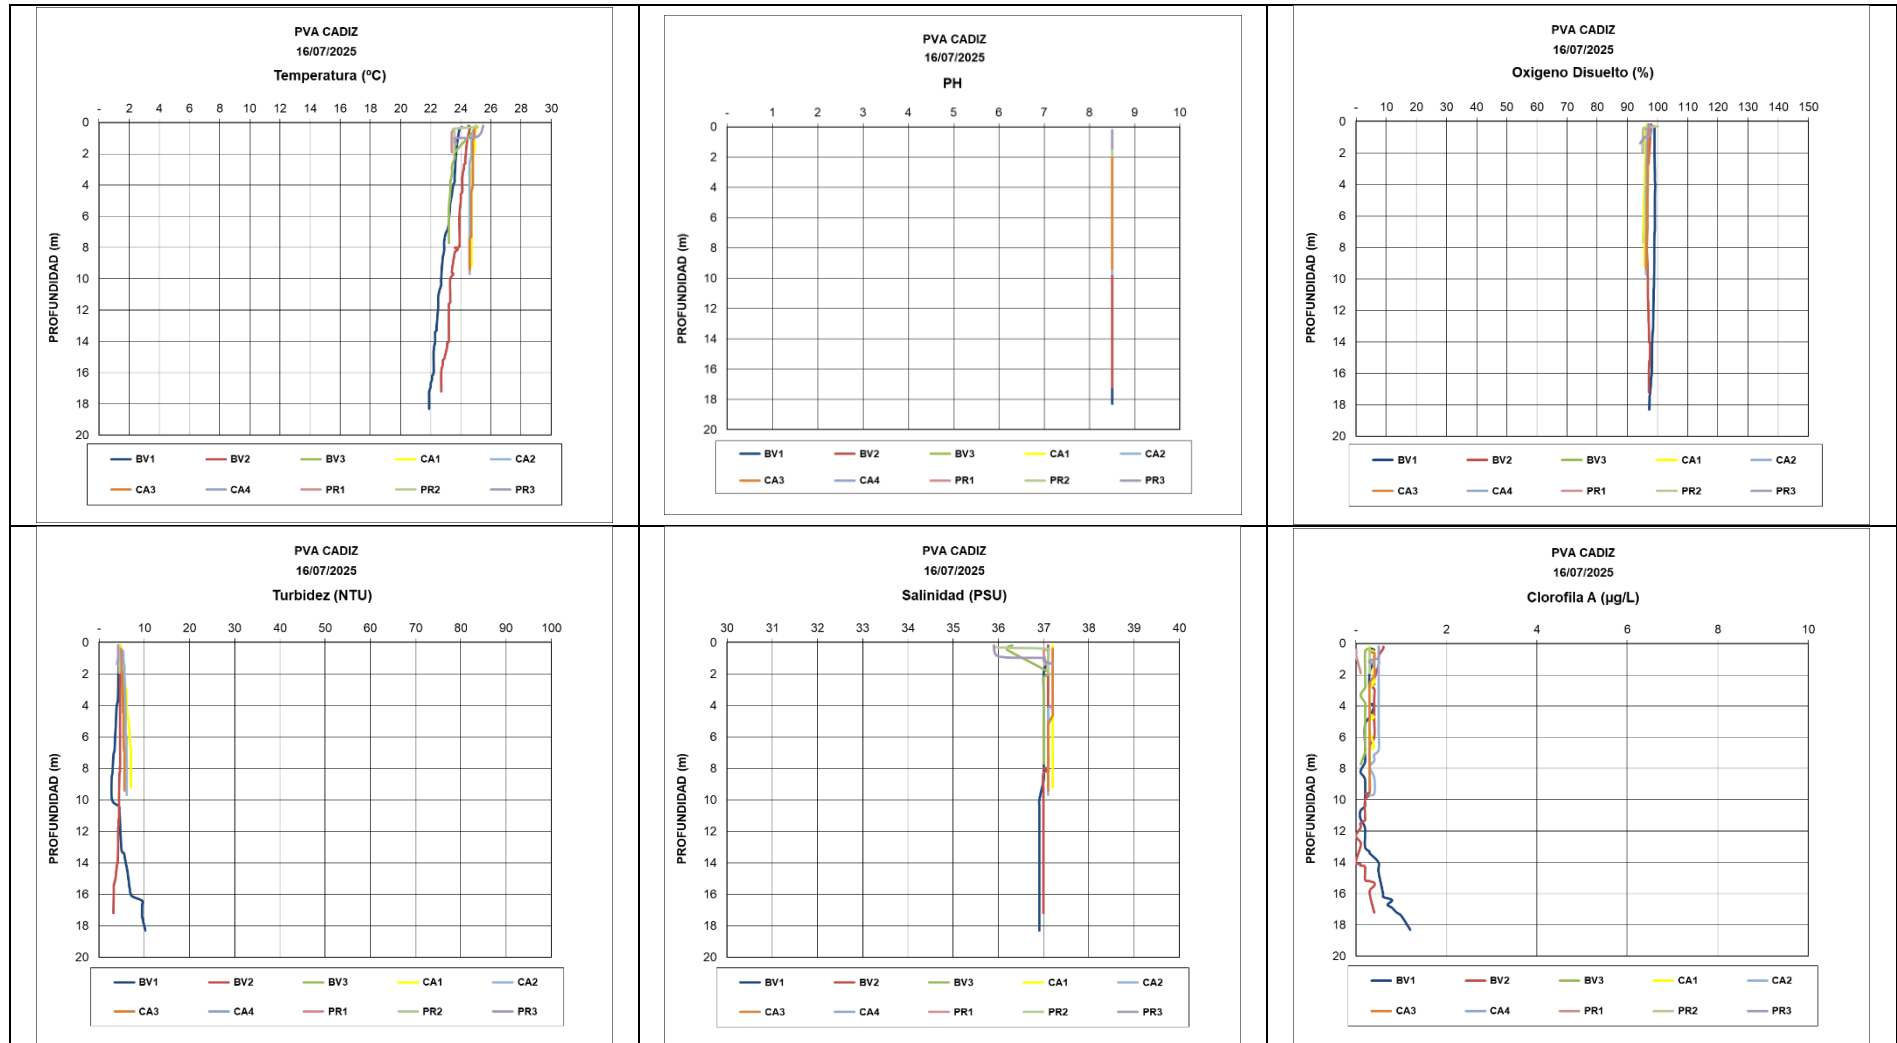 PVA CADIZ
16/07/2025
Temperatura (ºC)
- 2 4 6 8 10 12 14 16 18 20 22 24 26 28 30
0
2
4
6
8
10
12
14
16
18
20
PROFUNDIDAD (m)
BV1 BV2 BV3 CA1 CA2
CA3 CA4 PR1 PR2 PR3
PVA CADIZ
16/07/2025
PH
- 1 2 3 4 5 6 7 8 9 10
0
2
4
6
8
10
12
14
16
18
20
PROFUNDIDAD (m)
BV1 BV2 BV3 CA1 CA2
CA3 CA4 PR1 PR2 PR3
PVA CADIZ
16/07/2025
Oxigeno Disuelto (%)
- 10 20 30 40 50 60 70 80 90 100 110 120 130 140 150
0
2
4
6
8
10
12
14
16
18
20
PROFUNDIDAD (m)
BV1 BV2 BV3 CA1 CA2
CA3 CA4 PR1 PR2 PR3
PVA CADIZ
16/07/2025
Turbidez (NTU)
- 10 20 30 40 50 60 70 80 90 100
0
2
4
6
8
10
12
14
16
18
20
PROFUNDIDAD (m)
BV1 BV2 BV3 CA1 CA2
CA3 CA4 PR1 PR2 PR3
PVA CADIZ
16/07/2025
Salinidad (PSU)
30 31 32 33 34 35 36 37 38 39 40
0
2
4
6
8
10
12
14
16
18
20
PROFUNDIDAD (m)
BV1 BV2 BV3 CA1 CA2
CA3 CA4 PR1 PR2 PR3
PVA CADIZ
16/07/2025
Clorofila A (µg/L)
- 2 4 6 8 10
0
2
4
6
8
10
12
14
16
18
20
PROFUNDIDAD (m)
BV1 BV2 BV3 CA1 CA2
CA3 CA4 PR1 PR2 PR3